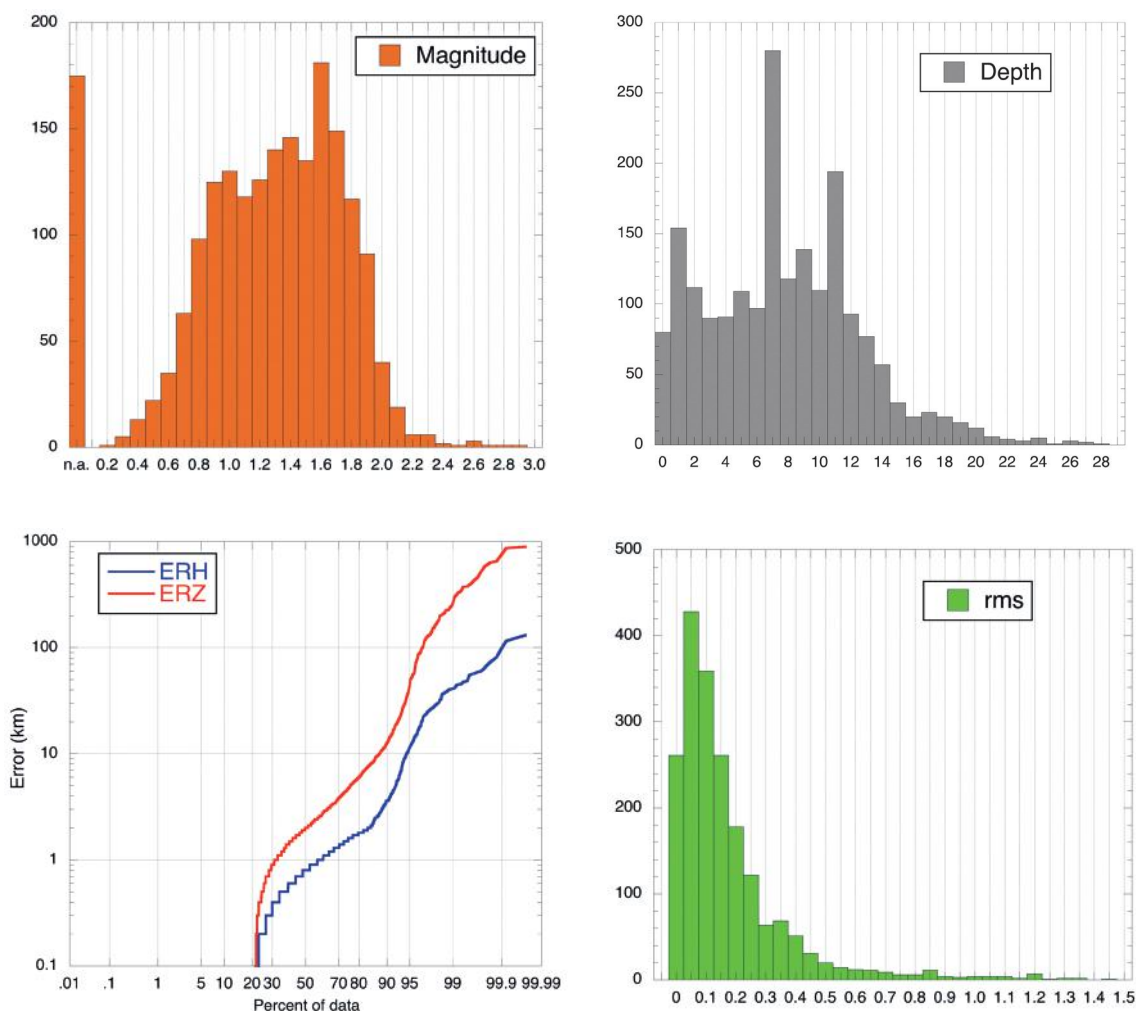 200
Magnitude
150
100
50
0
n.a. 0.2 0.4 0.6 0.8 1.0 1.2 1.4 1.6 1.8 2.0 2.2 2.4 2.6 2.8 3.0
300
Depth
250
200
150
100
50
0
0 2 4 6 8 10 12 14 16 18 20 22 24 26 28
1000
ERH
ERZ
100
Error (km)
10
1
0.1
.01 .1 1 5 10 20 30 50 70 80 90 95 99 99.9 99.99
Percent of data
500
rms
400
300
200
100
0
0 0.1 0.2 0.3 0.4 0.5 0.6 0.7 0.8 0.9 1.0 1.1 1.2 1.3 1.4 1.5